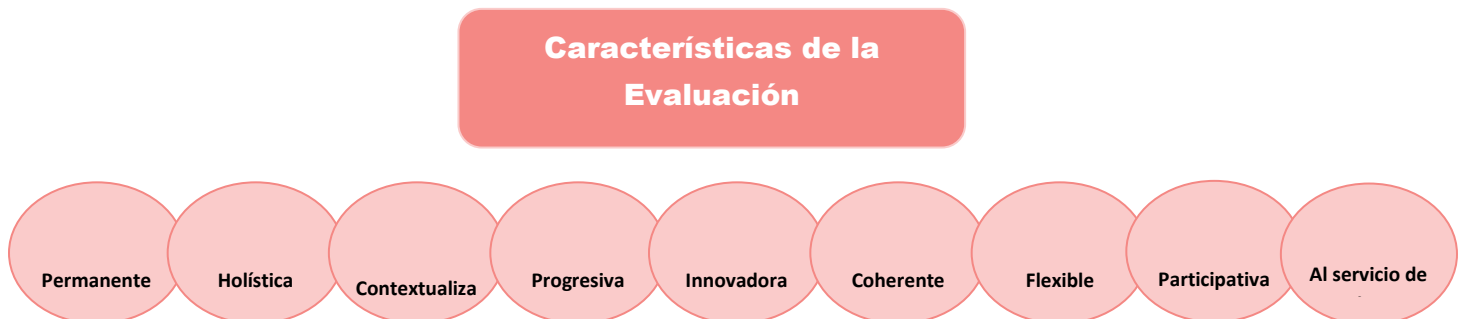 Características de la
Evaluación
Permanente
Holística
Contextualiza
Progresiva
Innovadora
Coherente
Flexible
Participativa
Al servicio de